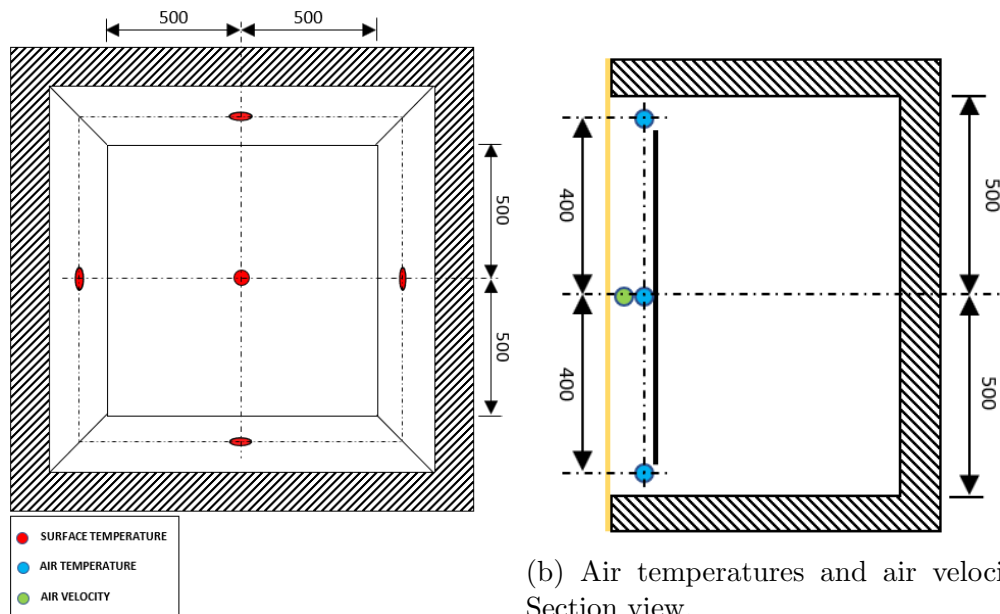 500
500
500
500
400
400
500
500
SURFACE TEMPERATURE
AIR TEMPERATURE
AIR VELOCITY
(b) Air temperatures and air veloci
Section view